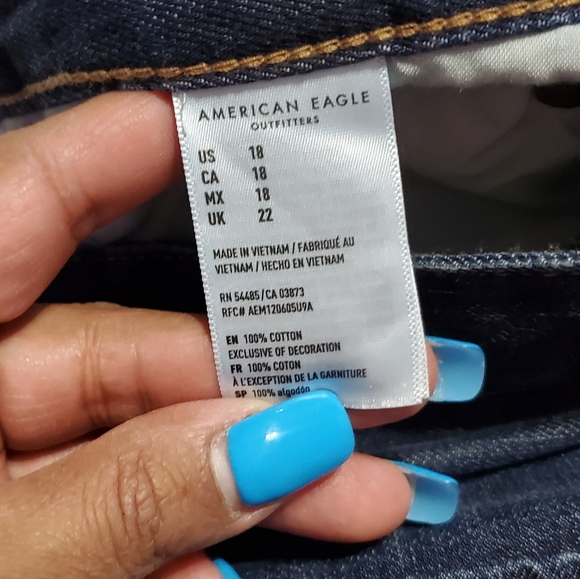 AMERICAN EAGLE
OUTFITTERS
US 18
CA 18
MX 18
UK 22
MADE IN VIETNAM / FABRIQUÉ AU
VIETNAM / HECHO EN VIETNAM
RN 54485/CA 03873
RFC# AEM120605U9A
EN 100% COTTON
EXCLUSIVE OF DECORATION
FR 100% COTON
À L'EXCEPTION DE LA GARNITURE
SP 100% algodón